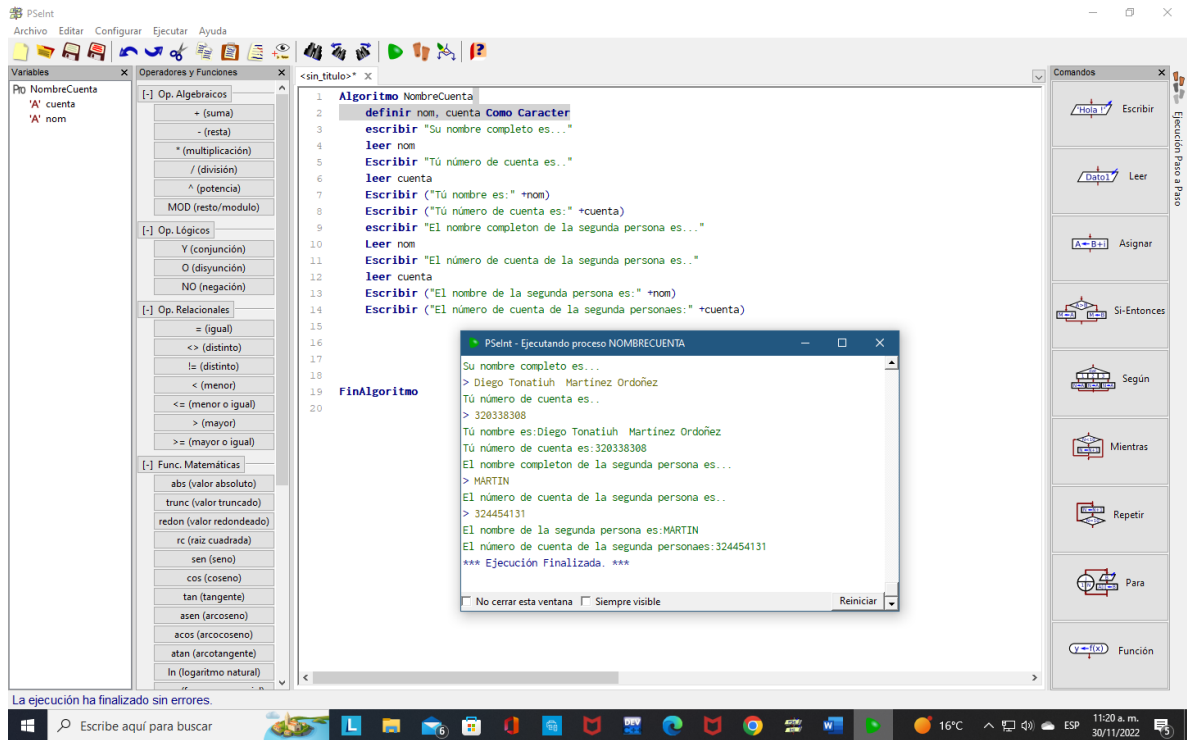 PSeInt
Archivo Editar Configurar Ejecutar Ayuda
Variables
Operadores y Funciones
<sin_titulo>*
Comandos
NombreCuenta
'A' cuenta
'A' nom
[-] Op. Algebraicos
+ (suma)
- (resta)
* (multiplicación)
/ (división)
^ (potencia)
MOD (resto/modulo)
[-] Op. Lógicos
Y (conjunción)
O (disyunción)
NO (negación)
[-] Op. Relacionales
= (igual)
<> (distinto)
!= (distinto)
< (menor)
<= (menor o igual)
> (mayor)
>= (mayor o igual)
[-] Func. Matemáticas
abs (valor absoluto)
trunc (valor truncado)
redon (valor redondeado)
rc (raiz cuadrada)
sen (seno)
cos (coseno)
tan (tangente)
asen (arcoseno)
acos (arcocoseno)
atan (arcotangente)
ln (logaritmo natural)
1 Algoritmo NombreCuenta
2 definir nom, cuenta Como Caracter
3 escribir "Su nombre completo es..."
4 leer nom
5 Escribir "Tú número de cuenta es.."
6 leer cuenta
7 Escribir ("Tú nombre es:" +nom)
8 Escribir ("Tú número de cuenta es:" +cuenta)
9 escribir "El nombre completon de la segunda persona es..."
10 Leer nom
11 Escribir "El número de cuenta de la segunda persona es.."
12 leer cuenta
13 Escribir ("El nombre de la segunda persona es:" +nom)
14 Escribir ("El número de cuenta de la segunda personaes:" +cuenta)
15
16
17
18
19 FinAlgoritmo
20
PSeInt - Ejecutando proceso NOMBRECUENTA
Su nombre completo es...
> Diego Tonatiuh Martínez Ordoñez
Tú número de cuenta es..
> 320338308
Tú nombre es:Diego Tonatiuh Martínez Ordoñez
Tú número de cuenta es:320338308
El nombre completon de la segunda persona es...
> MARTIN
El número de cuenta de la segunda persona es..
> 324454131
El nombre de la segunda persona es:MARTIN
El número de cuenta de la segunda personaes:324454131
*** Ejecución Finalizada. ***
No cerrar esta ventana Siempre visible Reiniciar
'Hola !' Escribir
Dato1 Leer
A←B+i Asignar
Si-Entonces
Según
Mientras
Repetir
Para
y←f(x) Función
Ejecución Paso a Paso
La ejecución ha finalizado sin errores.
Escribe aquí para buscar
L
6
DEV
W
16°C
ESP
11:20 a. m.
30/11/2022
5